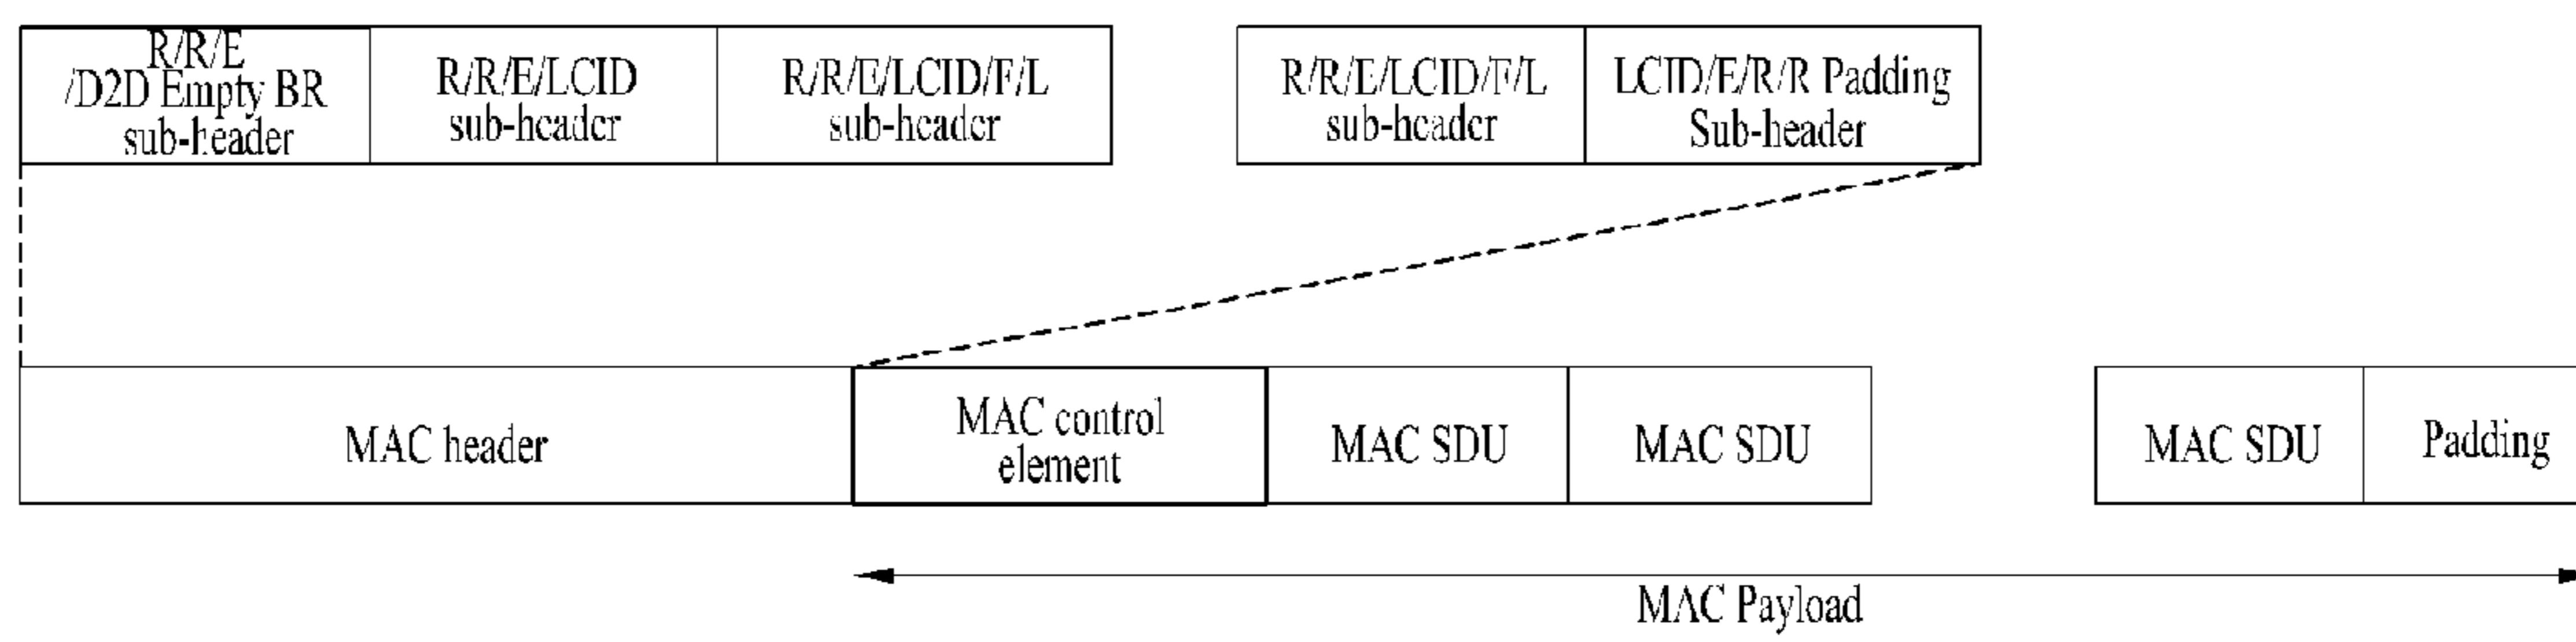 R/R/E
/D2D Empty BR
sub-header
R/R/E/LCID
sub-header
R/R/E/LCID/F/L
sub-header
R/R/E/LCID/F/L
sub-header
LCID/E/R/R Padding
Sub-header
MAC header
MAC control
element
MAC SDU
MAC SDU
MAC SDU
Padding
MAC Payload